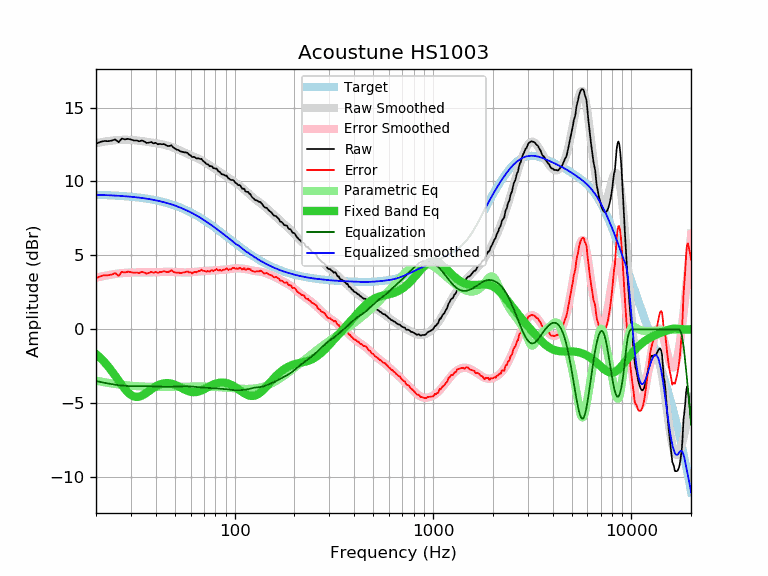 Acoustune HS1003
Target
Raw Smoothed
Error Smoothed
Raw
Error
Parametric Eq
Fixed Band Eq
Equalization
Equalized smoothed
15
10
5
0
−5
−10
Amplitude (dBr)
100
1000
10000
Frequency (Hz)